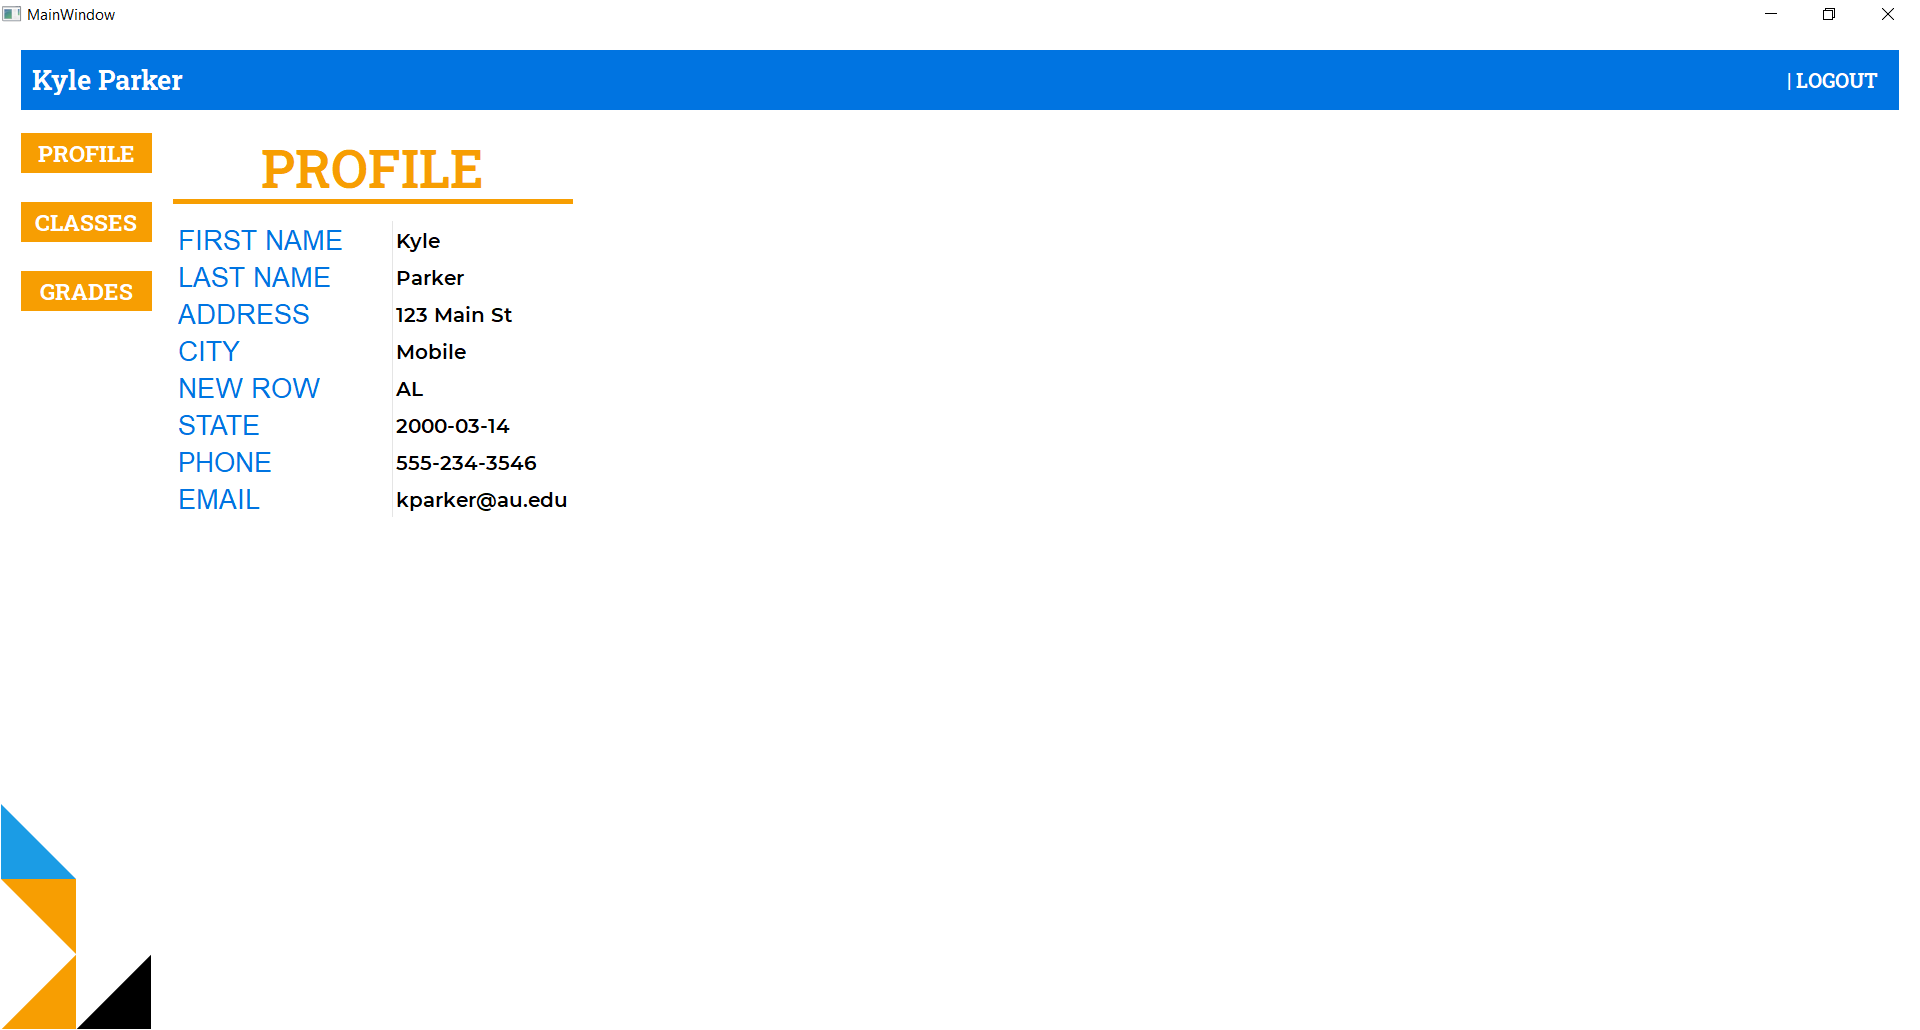 MainWindow
Kyle Parker
| LOGOUT
PROFILE
CLASSES
GRADES
PROFILE
FIRST NAME Kyle
LAST NAME Parker
ADDRESS 123 Main St
CITY Mobile
NEW ROW AL
STATE 2000-03-14
PHONE 555-234-3546
EMAIL kparker@au.edu